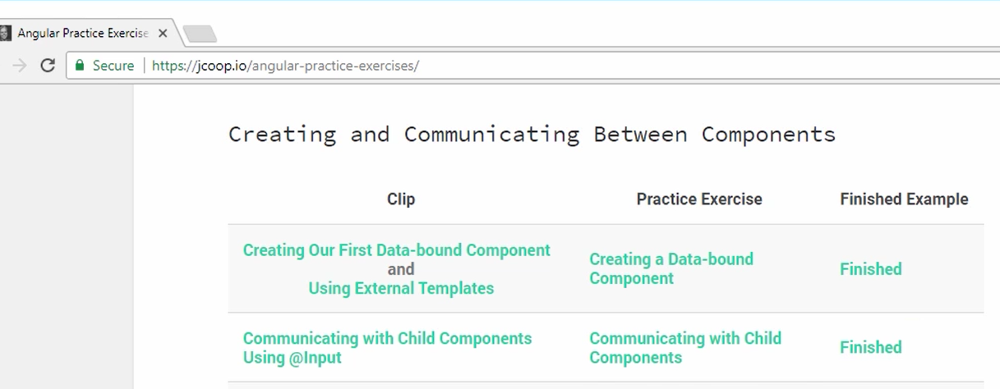 Angular Practice Exercise
Secure https://jcoop.io/angular-practice-exercises/
Creating and Communicating Between Components
Clip Practice Exercise Finished Example
Creating Our First Data-bound Component
and
Using External Templates
Creating a Data-bound
Component
Finished
Communicating with Child Components
Using @Input
Communicating with Child
Components
Finished